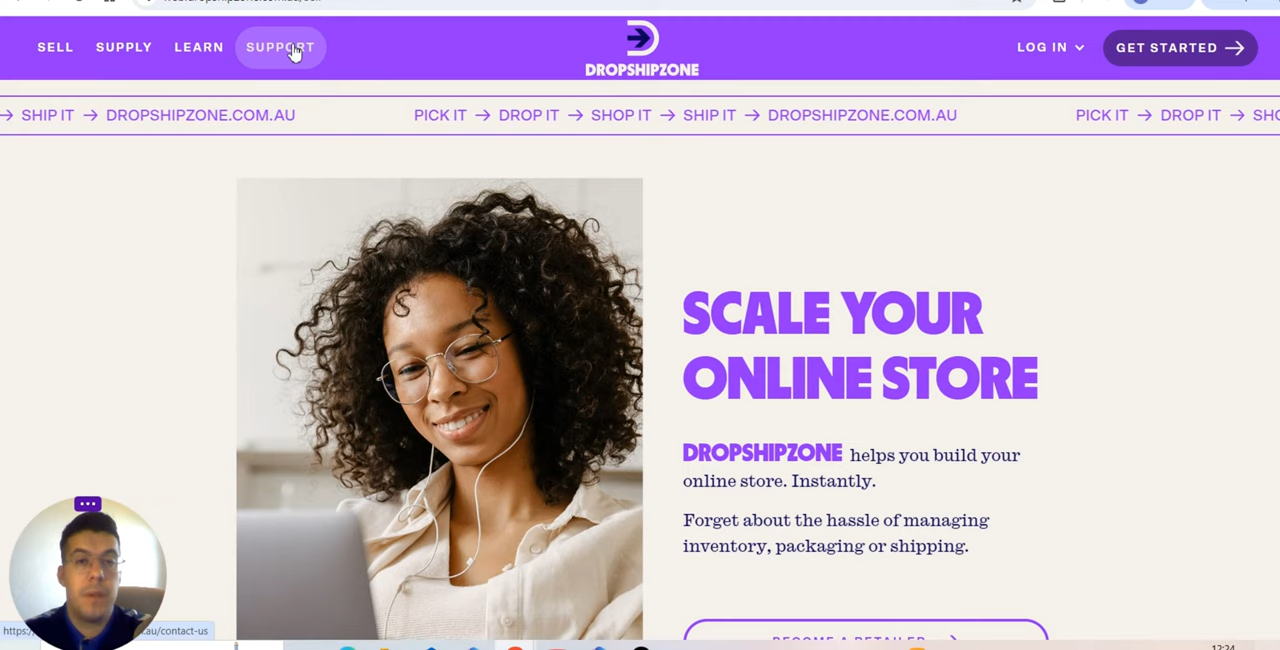 SELL SUPPLY LEARN SUPPORT
DROPSHIPZONE
LOG IN GET STARTED →
→ SHIP IT → DROPSHIPZONE.COM.AU PICK IT → DROP IT → SHOP IT → SHIP IT → DROPSHIPZONE.COM.AU PICK IT → DROP IT →
SCALE YOUR
ONLINE STORE
DROPSHIPZONE helps you build your
online store. Instantly.
Forget about the hassle of managing
inventory, packaging or shipping.
BECOME A RETAILER
.au/contact-us
12:24